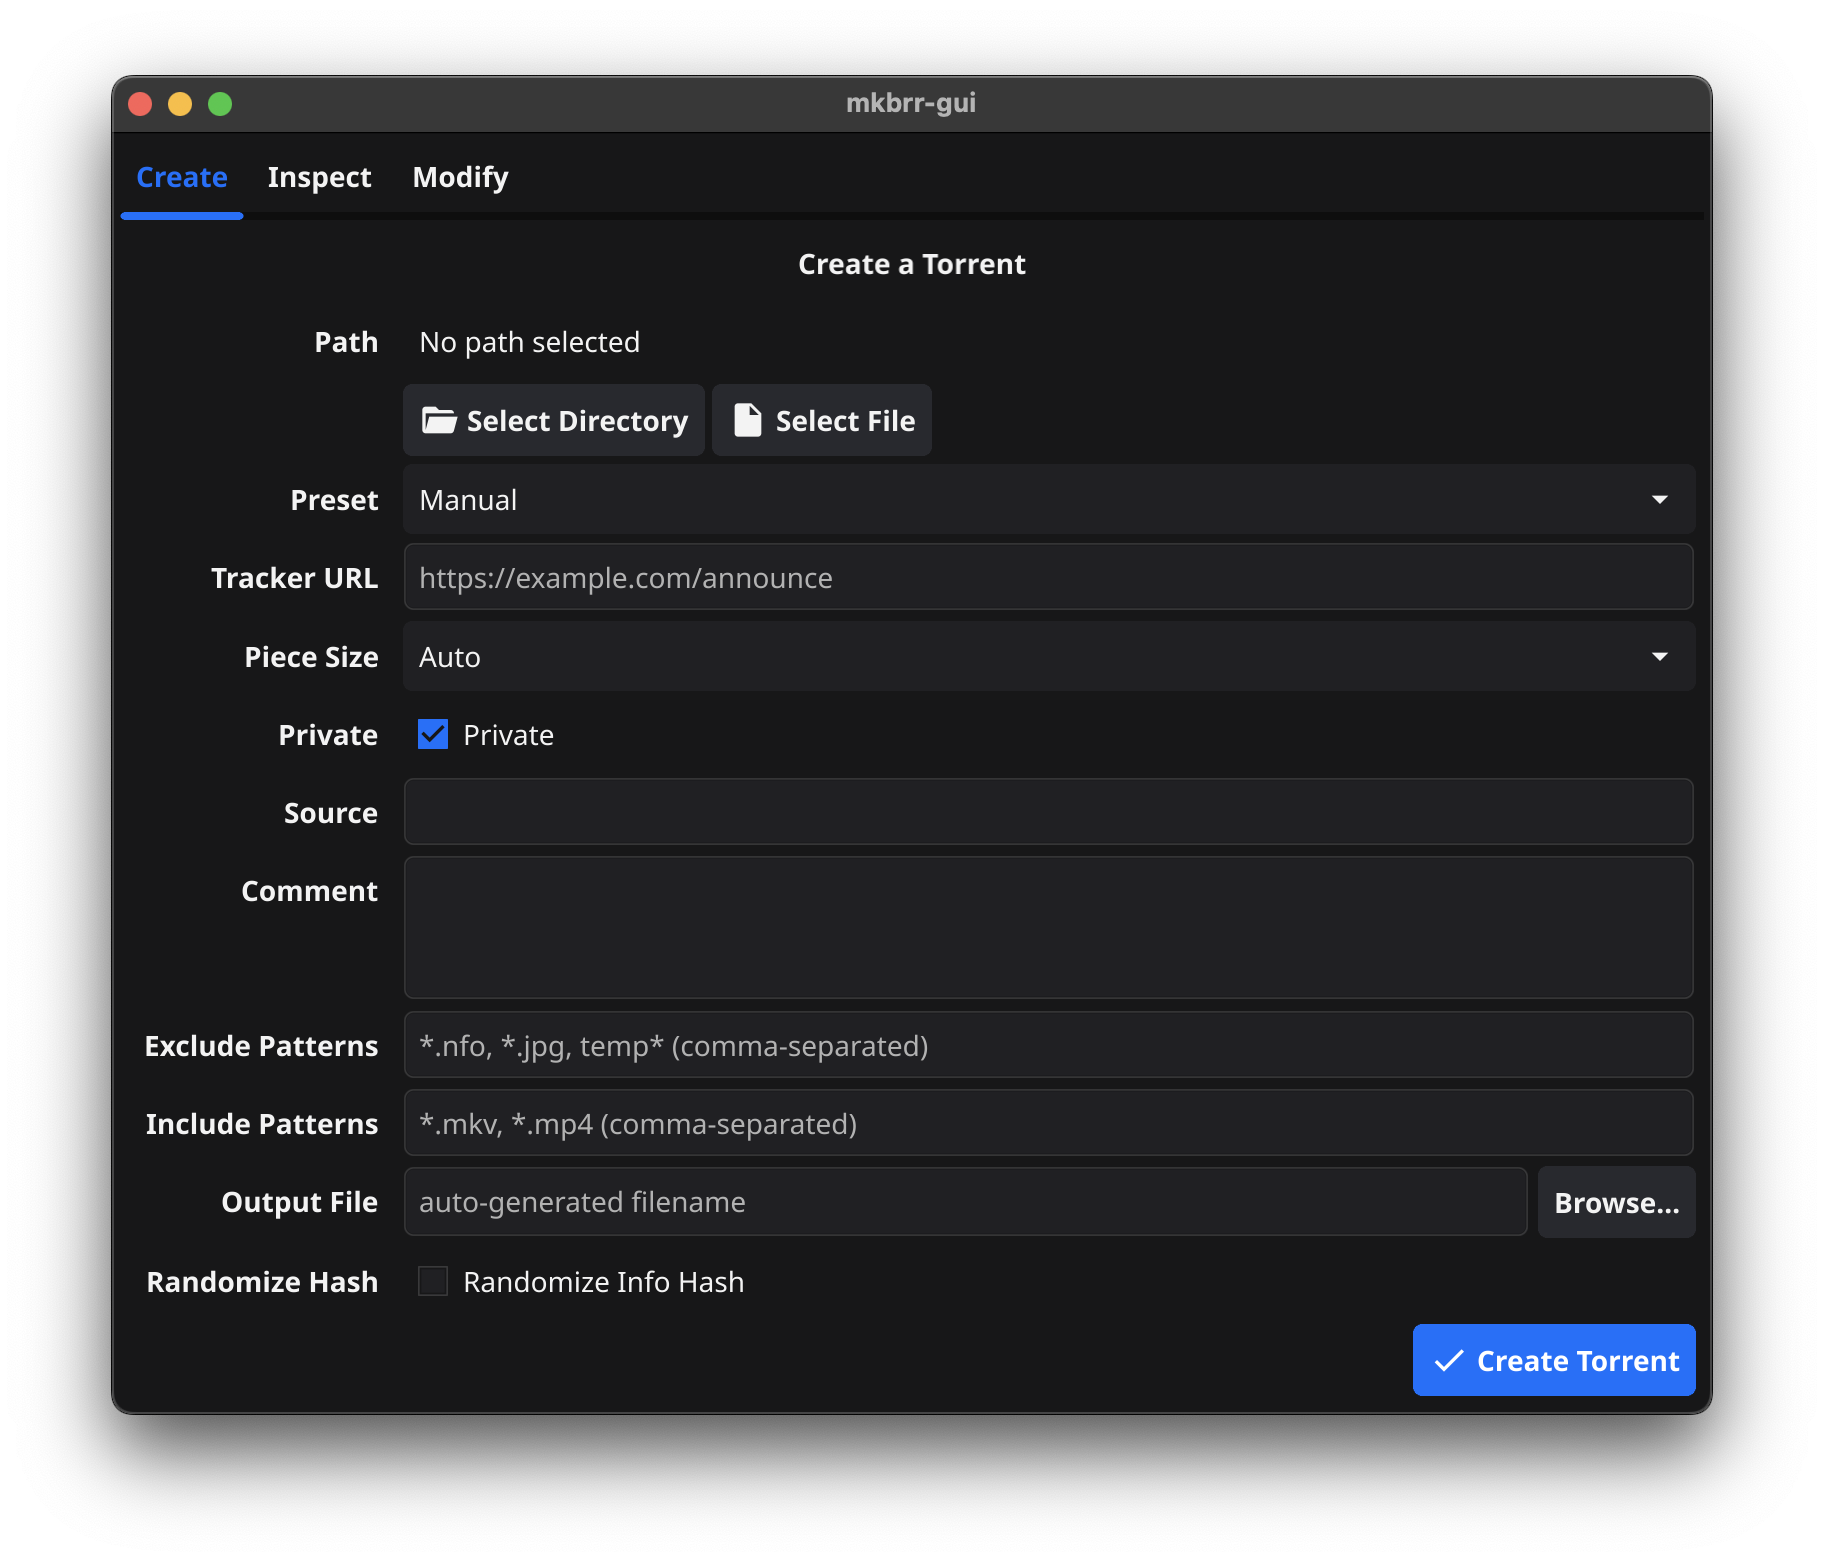 mkbrr-gui
Create Inspect Modify
Create a Torrent
Path No path selected
Select Directory Select File
Preset Manual
Tracker URL https://example.com/announce
Piece Size Auto
Private Private
Source
Comment
Exclude Patterns *.nfo, *.jpg, temp* (comma-separated)
Include Patterns *.mkv, *.mp4 (comma-separated)
Output File auto-generated filename Browse...
Randomize Hash Randomize Info Hash
Create Torrent